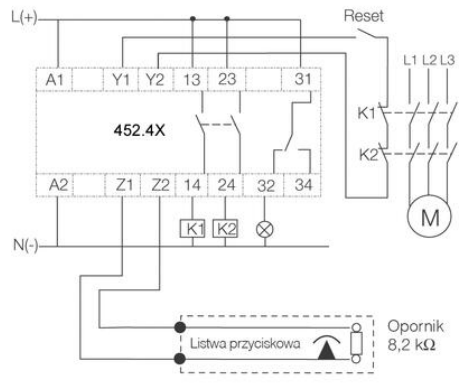 L(+)
Reset
L1 L2 L3
A1 Y1 Y2 13 23 31
K1
452.4X
K2
A2 Z1 Z2 14 24 32 34
K1 K2
M
N(-)
Opornik
8,2 kΩ
Listwa przyciskowa